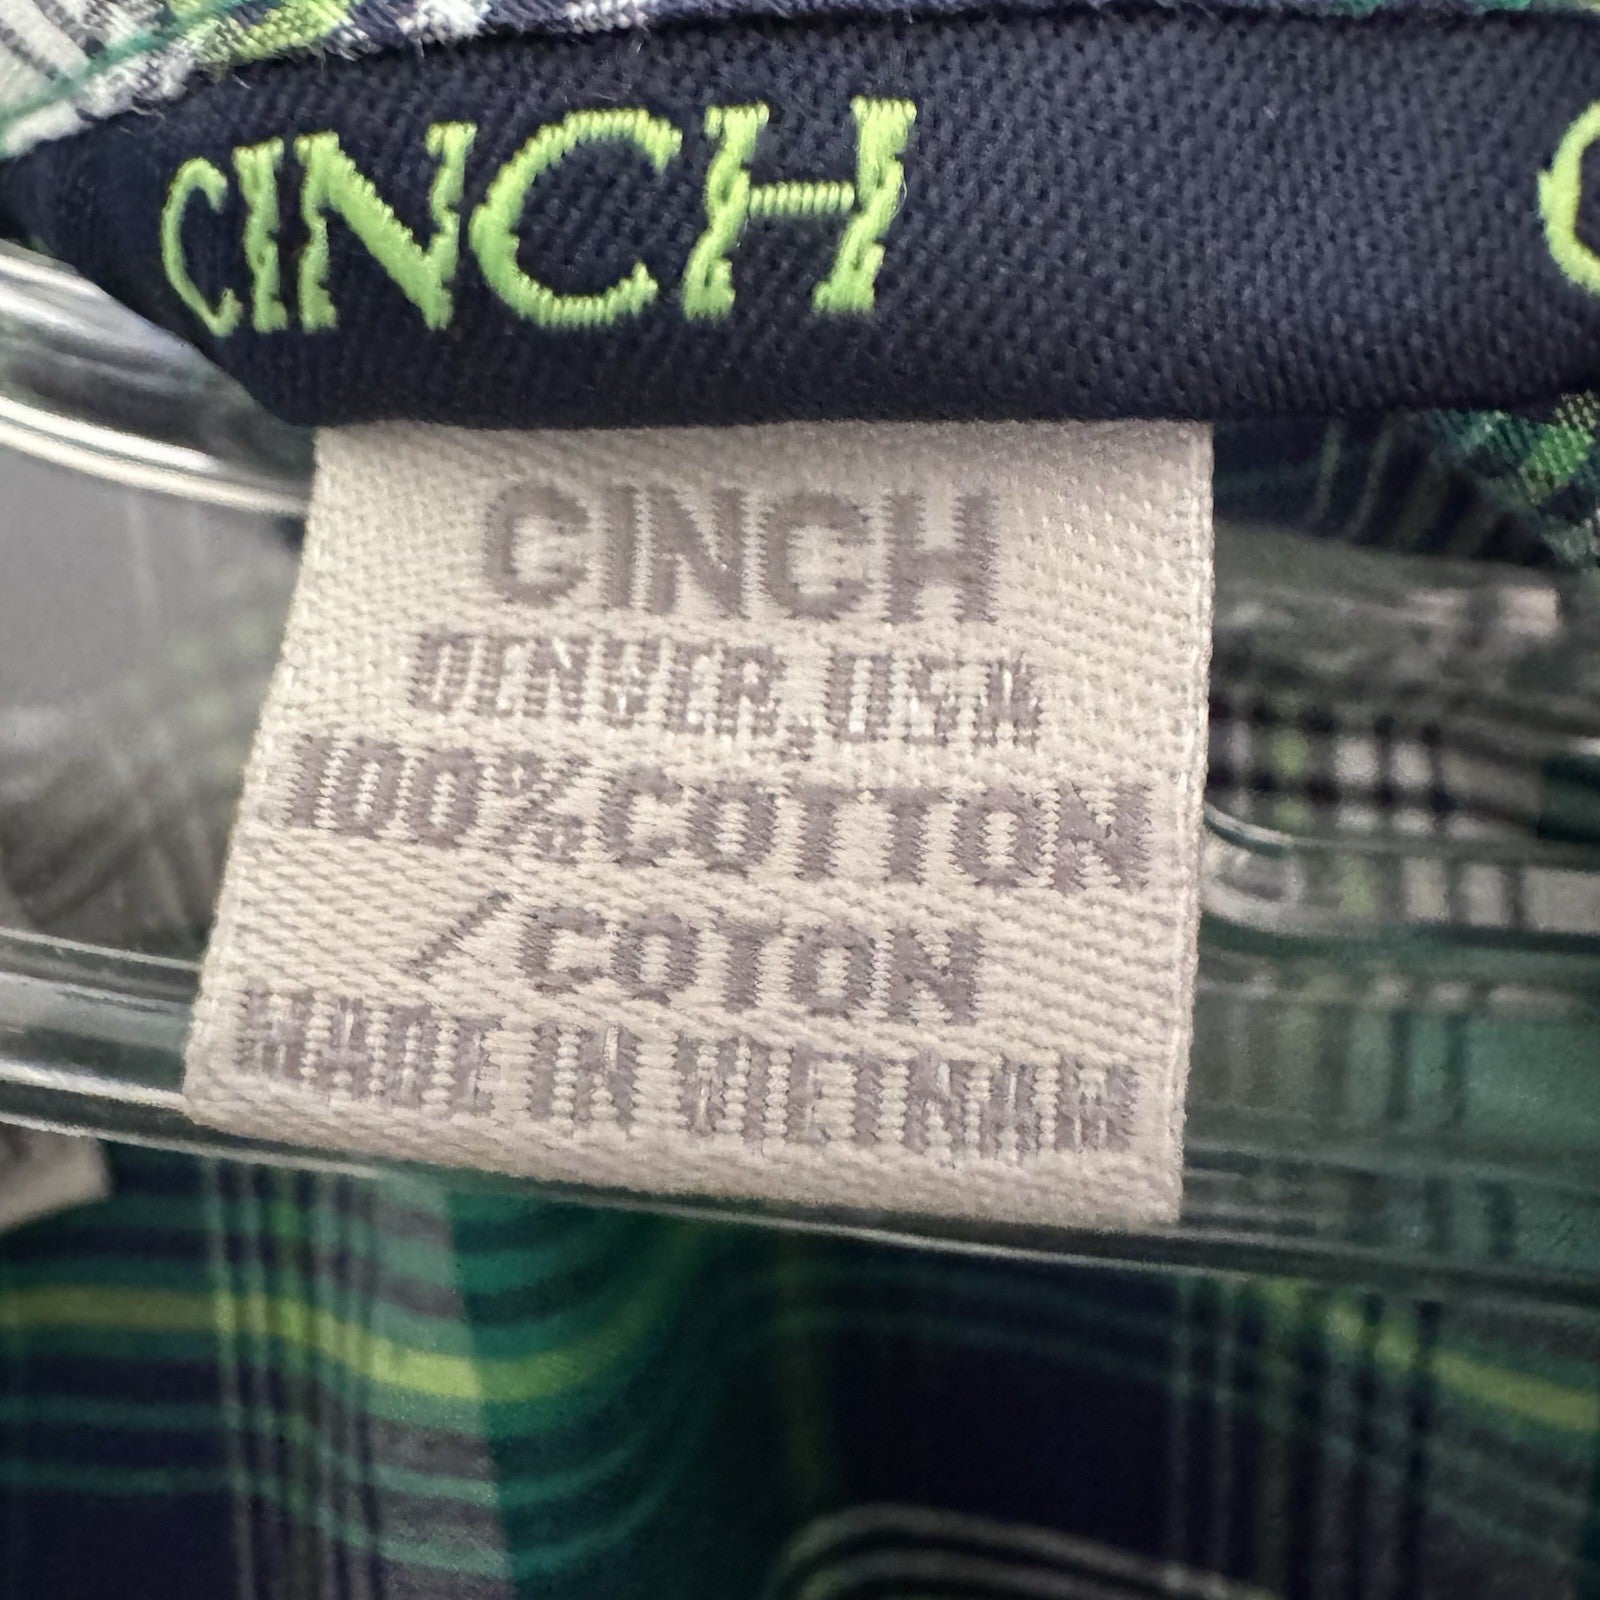 CINCH
CINCH
DENVER, USA
100% COTTON
/COTON
MADE IN VIETNAM